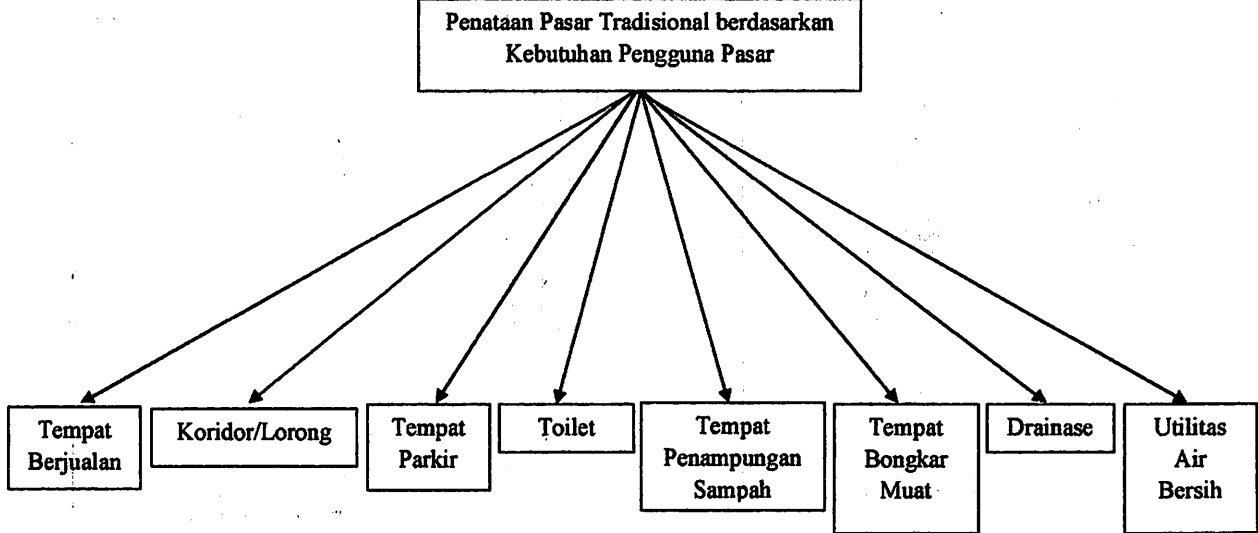 Penataan Pasar Tradisional berdasarkan
Kebutuhan Pengguna Pasar
Tempat
Berjualan
Koridor/Lorong
Tempat
Parkir
Toilet
Tempat
Penampungan
Sampah
Tempat
Bongkar
Muat
Drainase
Utilitas
Air
Bersih